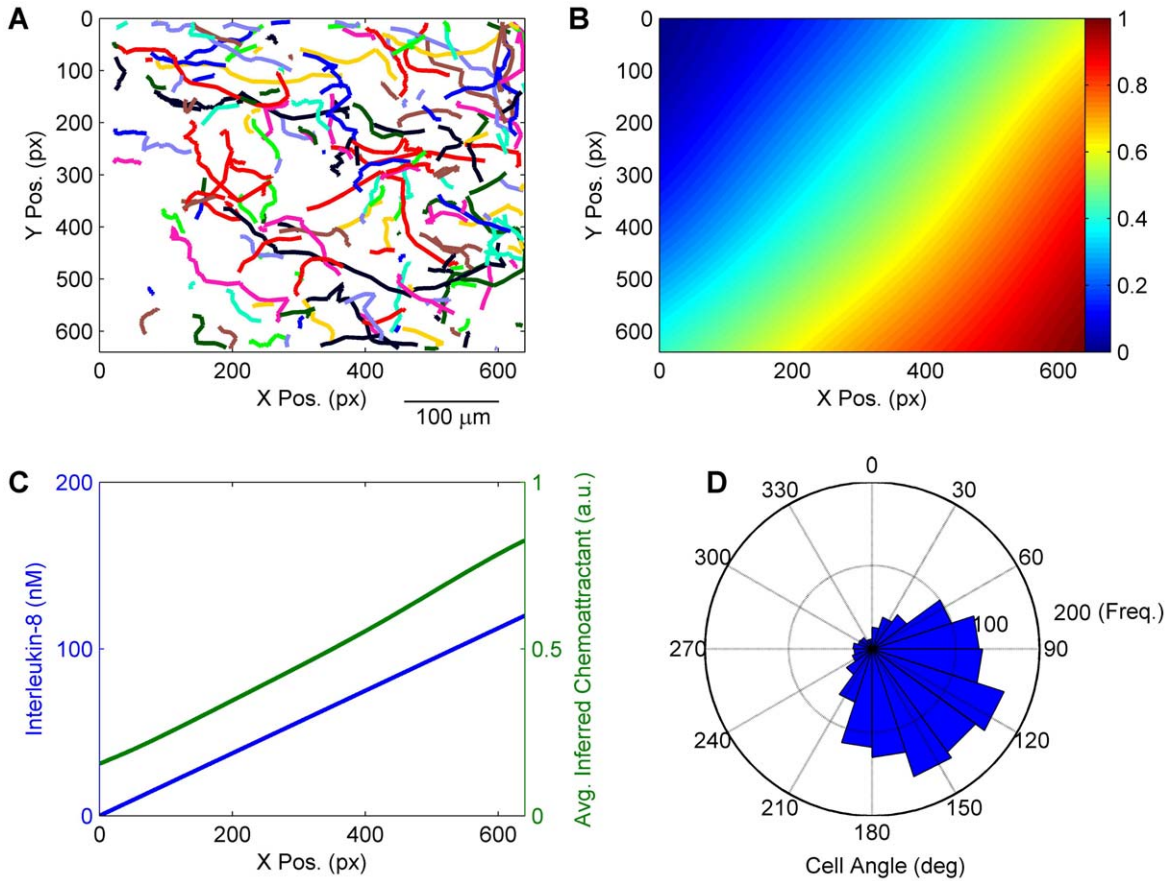 A
0
100
200
300
400
500
600
Y Pos. (px)
0 200 400 600
X Pos. (px)
100 μm
B
0
100
200
300
400
500
600
Y Pos. (px)
0 200 400 600
X Pos. (px)
1
0.8
0.6
0.4
0.2
0
C
200
100
0
Interleukin-8 (nM)
1
0.5
0
Avg. Inferred Chemoattractant (a.u.)
0 200 400 600
X Pos. (px)
D
0
330 30
300 60
200 (Freq.)
100
270 90
240 120
210 150
180
Cell Angle (deg)